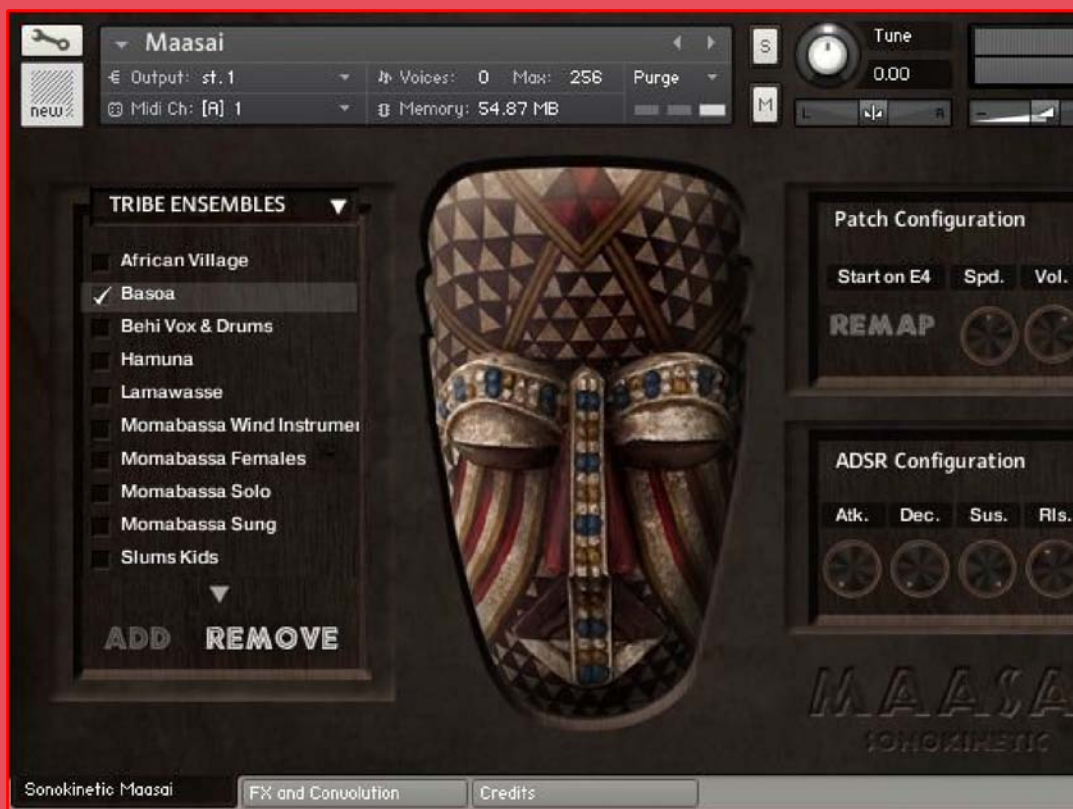 Maasai
S
Tune
Output: st.1
Voices: 0 Max: 256
Purge
0.00
new
Midi Ch: [A] 1
Memory: 54.87 MB
M
L
R
TRIBE ENSEMBLES
African Village
Basoa
Behi Vox & Drums
Hamuna
Lamawasse
Momabassa Wind Instrumen
Momabassa Females
Momabassa Solo
Momabassa Sung
Slums Kids
ADD REMOVE
Patch Configuration
Start on E4 Spd. Vol.
REMAP
ADSR Configuration
Atk. Dec. Sus. Rls.
MAASA
SONOKINETIC
Sonokinetic Maasai
FX and Convolution
Credits